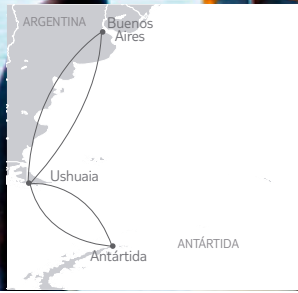 ARGENTINA
Buenos
Aires
Ushuaia
ANTÁRTIDA
Antártida